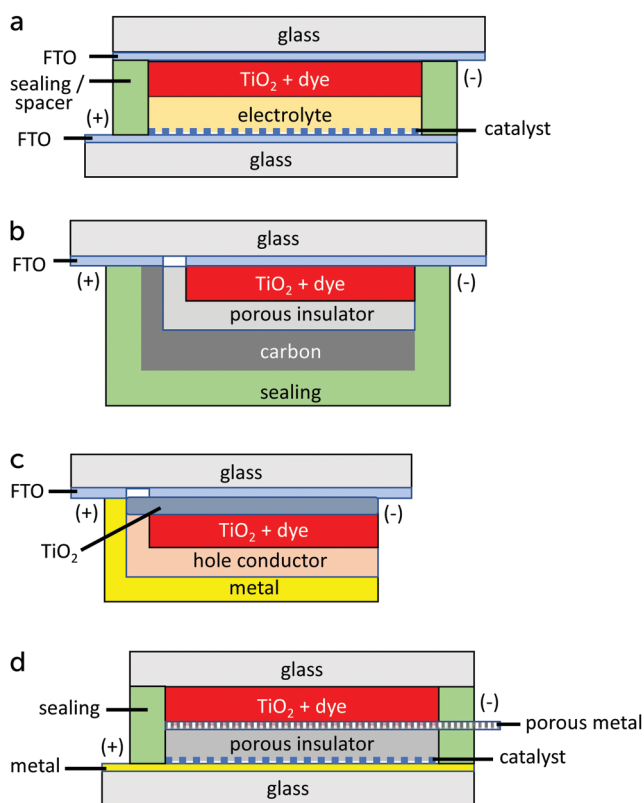 a
glass
FTO
sealing /
spacer
(-)
TiO₂ + dye
(+)
electrolyte
catalyst
FTO
glass
b
glass
FTO
(+)
(-)
TiO₂ + dye
porous insulator
carbon
sealing
c
glass
FTO
(+)
(-)
TiO₂ + dye
TiO₂
hole conductor
metal
d
glass
sealing
TiO₂ + dye
(-)
porous metal
(+)
porous insulator
catalyst
metal
glass